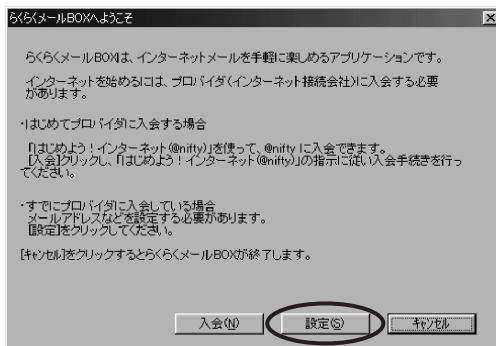 らくらくメールBOXへようこそ
らくらくメールBOXは、インターネットメールを手軽に楽しめるアプリケーションです。
インターネットを始めるには、プロバイダ(インターネット接続会社)に入会する必要
があります。
・はじめてプロバイダに入会する場合
「はじめよう!インターネット(@nifty)」を使って、@nifty に入会できます。
[入会]クリックし、「はじめよう!インターネット(@nifty)」の指示に従い入会手続きを行っ
てください。
・すでにプロバイダに入会している場合
メールアドレスなどを設定する必要があります。
[設定]をクリックしてください。
[キャンセル]をクリックするとらくらくメールBOXが終了します。
入会(N) 設定(S) キャンセル